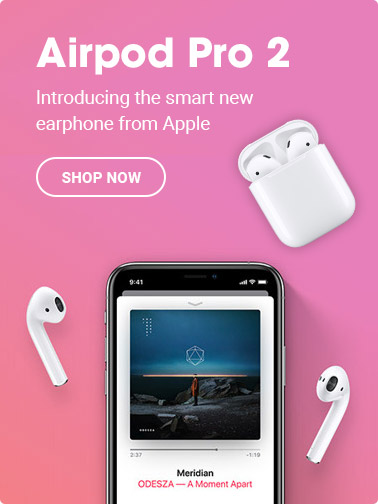 Airpod Pro 2
Introducing the smart new
earphone from Apple
SHOP NOW
9:41
ODESZA
2:37 -1:19
Meridian
ODESZA — A Moment Apart